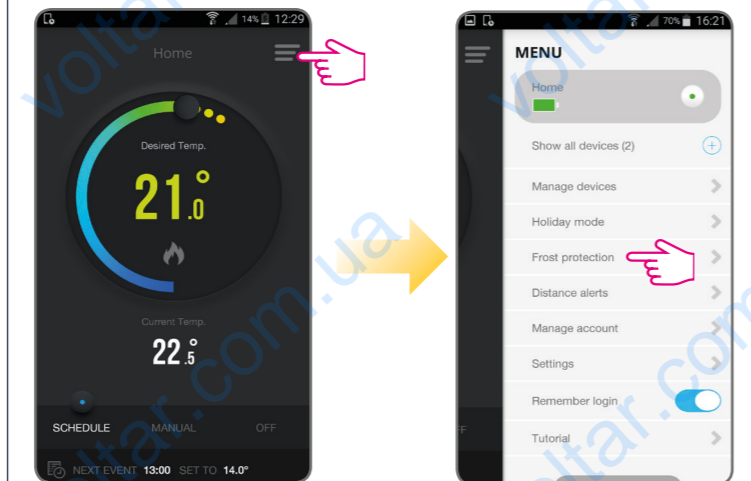 14% 12:29
Home
Desired Temp.
21.0°
Current Temp.
22.5°
SCHEDULE MANUAL OFF
NEXT EVENT 13:00 SET TO 14.0°
70% 16:21
MENU
Home
Show all devices (2)
Manage devices
Holiday mode
Frost protection
Distance alerts
Manage account
Settings
Remember login
Tutorial
voltar.com.ua